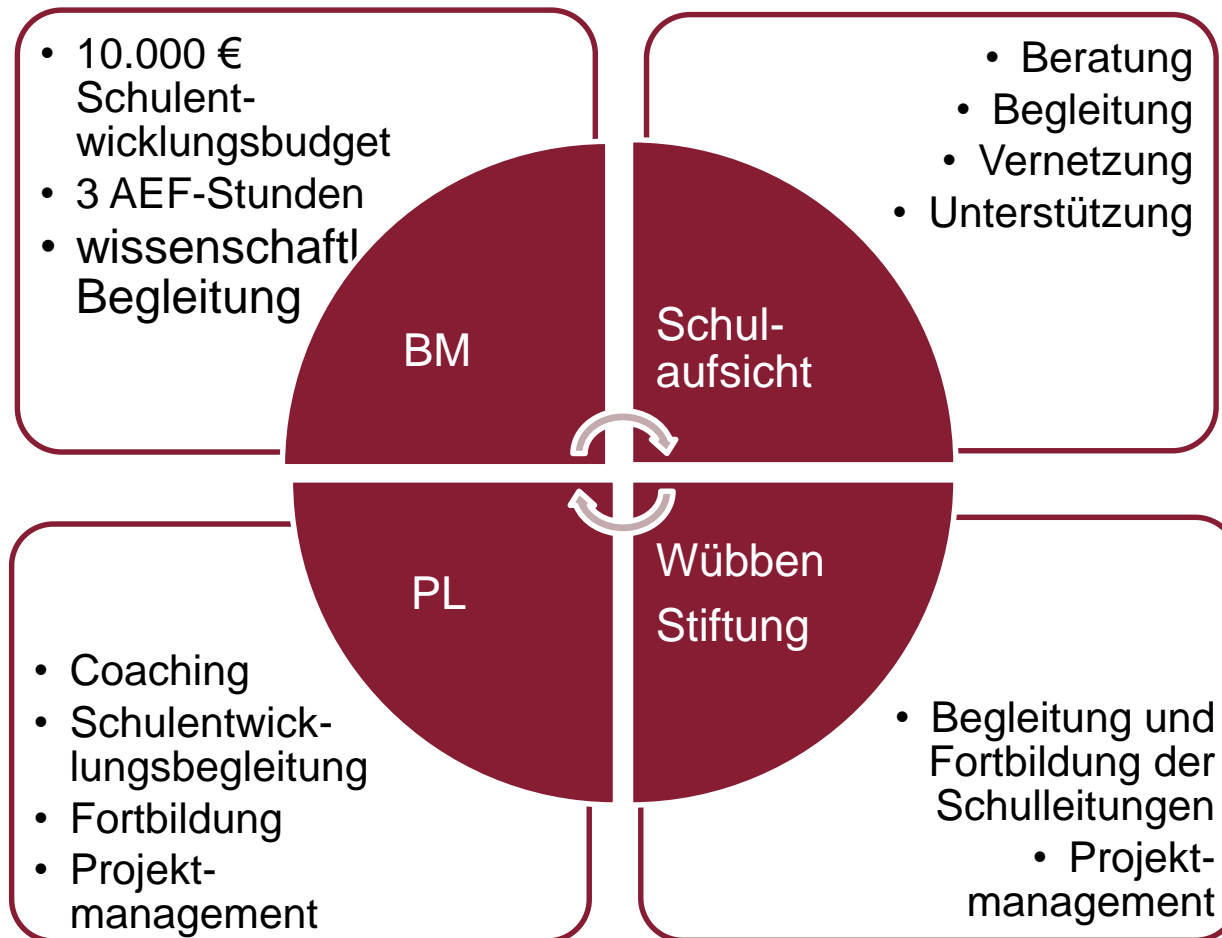 • 10.000 €
Schulent-
wicklungsbudget
• 3 AEF-Stunden
• wissenschaftl.
Begleitung
BM
• Beratung
• Begleitung
• Vernetzung
• Unterstützung
Schul-
aufsicht
PL
• Coaching
• Schulentwick-
lungsbegleitung
• Fortbildung
• Projekt-
management
Wübben
Stiftung
• Begleitung und
Fortbildung der
Schulleitungen
• Projekt-
management